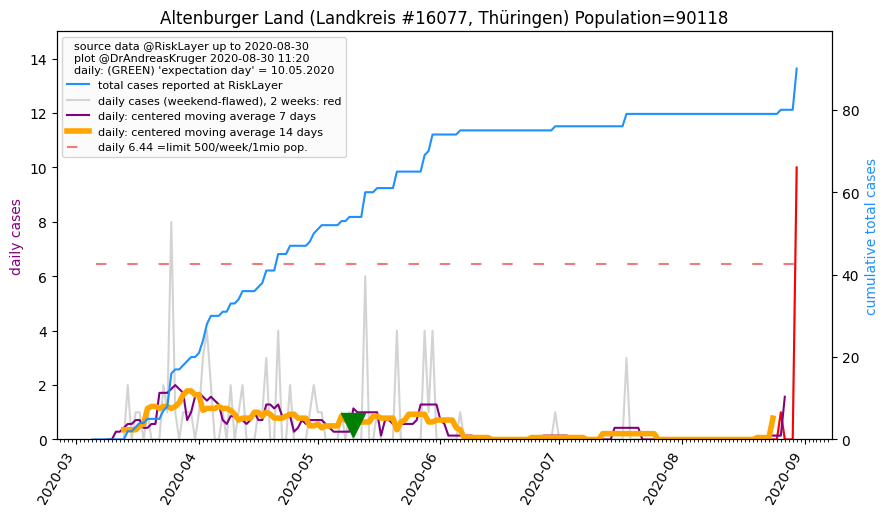 Altenburger Land (Landkreis #16077, Thüringen) Population=90118
source data @RiskLayer up to 2020-08-30
plot @DrAndreasKruger 2020-08-30 11:20
daily: (GREEN) 'expectation day' = 10.05.2020
total cases reported at RiskLayer
daily cases (weekend-flawed), 2 weeks: red
daily: centered moving average 7 days
daily: centered moving average 14 days
daily 6.44 =limit 500/week/1mio pop.
daily cases
14
12
10
8
6
4
2
0
cumulative total cases
80
60
40
20
0
2020-03
2020-04
2020-05
2020-06
2020-07
2020-08
2020-09